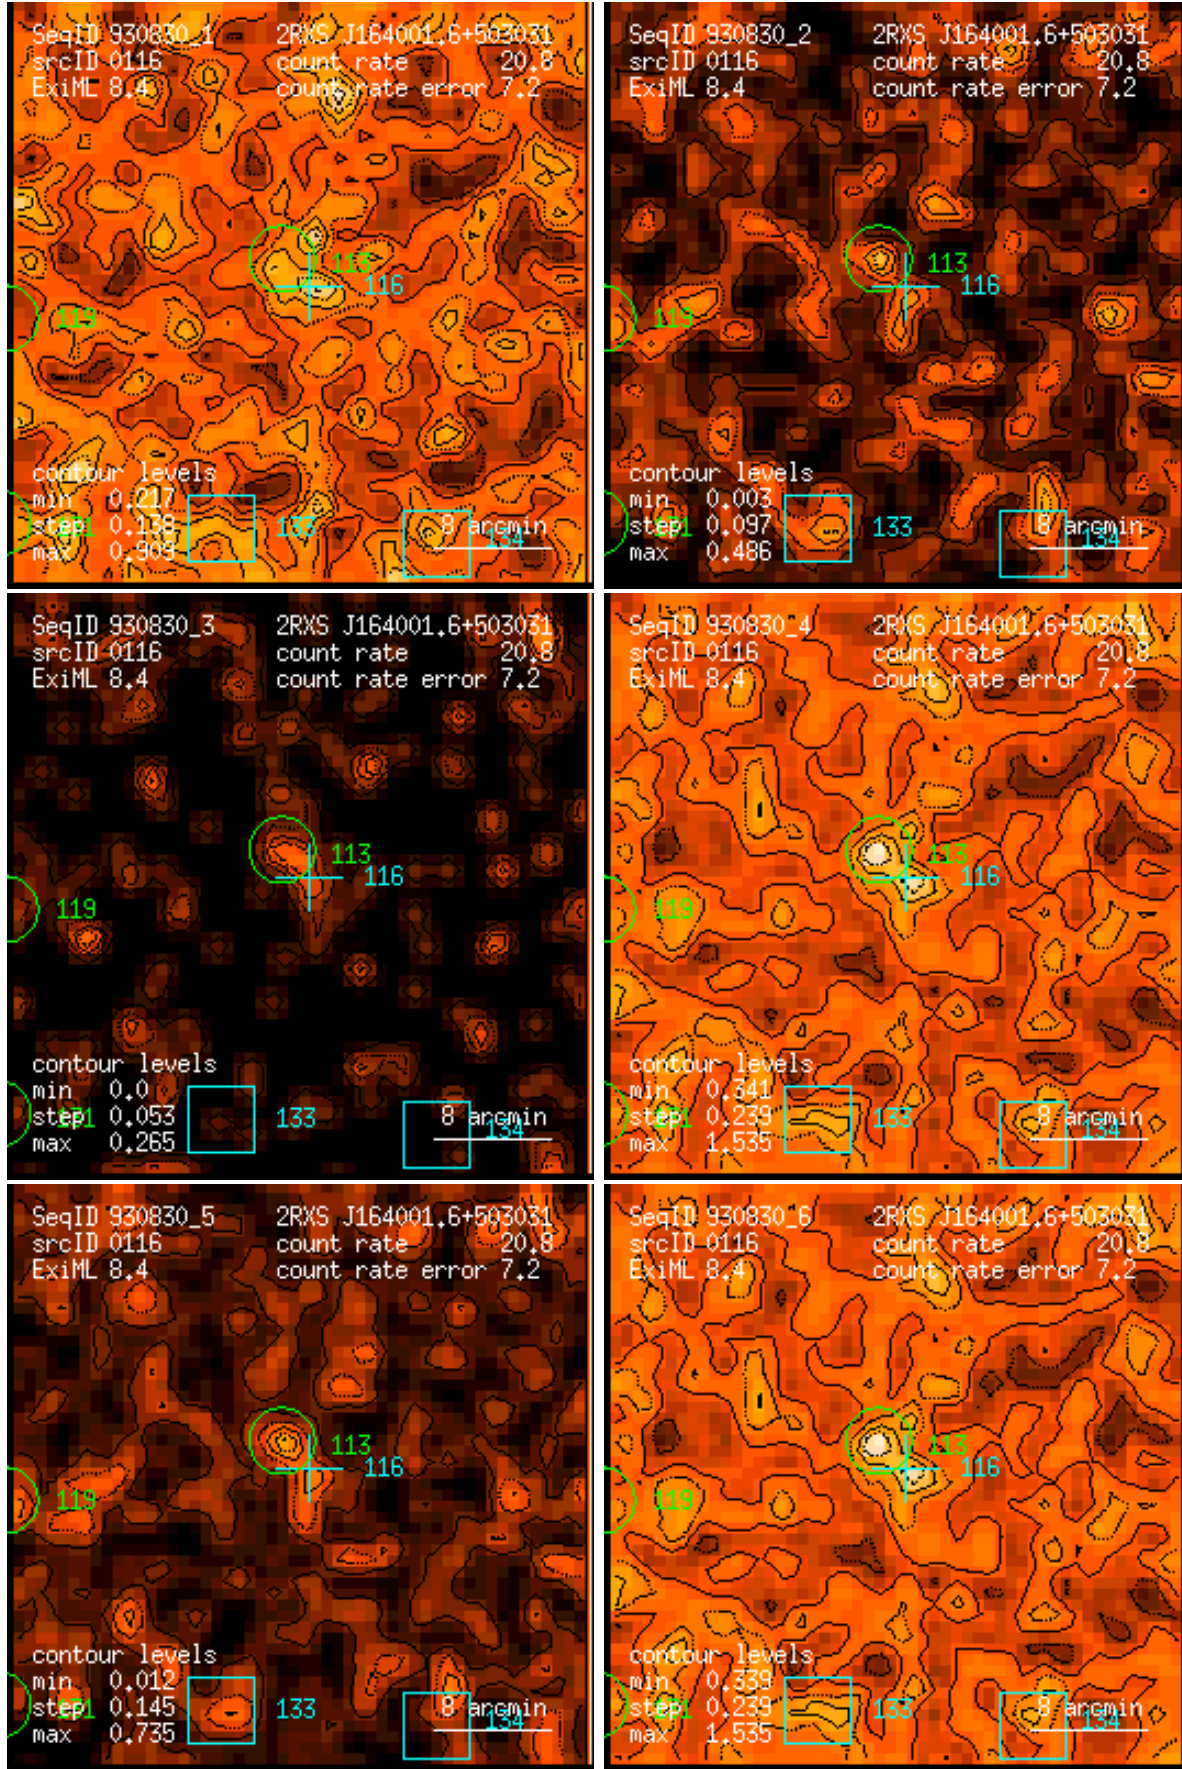 SeqID 930830_1 2RXS J164001.6+503031
srcID 0116 count rate 20.8
ExiML 8.4 count rate error 7.2
113
116
119
contour levels
min 0.217
step 0.138
max 0.909
133
8 arcmin
134
SeqID 930830_2 2RXS J164001.6+503031
srcID 0116 count rate 20.8
ExiML 8.4 count rate error 7.2
113
116
119
contour levels
min 0.003
step 0.097
max 0.486
133
8 arcmin
134
SeqID 930830_3 2RXS J164001.6+503031
srcID 0116 count rate 20.8
ExiML 8.4 count rate error 7.2
113
116
119
contour levels
min 0.0
step 0.053
max 0.265
133
8 arcmin
134
SeqID 930830_4 2RXS J164001.6+503031
srcID 0116 count rate 20.8
ExiML 8.4 count rate error 7.2
113
116
119
contour levels
min 0.341
step 0.239
max 1.535
133
8 arcmin
134
SeqID 930830_5 2RXS J164001.6+503031
srcID 0116 count rate 20.8
ExiML 8.4 count rate error 7.2
113
116
119
contour levels
min 0.012
step 0.145
max 0.735
133
8 arcmin
134
SeqID 930830_6 2RXS J164001.6+503031
srcID 0116 count rate 20.8
ExiML 8.4 count rate error 7.2
113
116
119
contour levels
min 0.339
step 0.239
max 1.535
133
8 arcmin
134